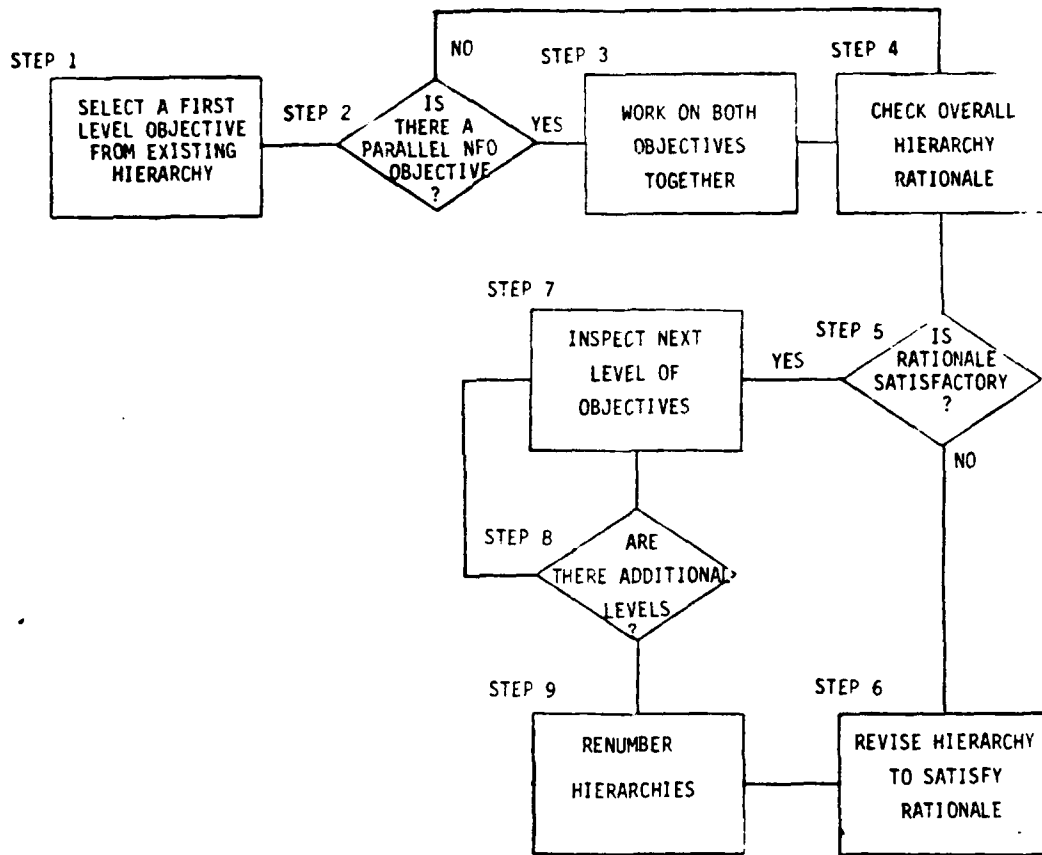 STEP 1
SELECT A FIRST
LEVEL OBJECTIVE
FROM EXISTING
HIERARCHY
STEP 2
IS
THERE A
PARALLEL NFO
OBJECTIVE
?
NO
YES
STEP 3
WORK ON BOTH
OBJECTIVES
TOGETHER
STEP 4
CHECK OVERALL
HIERARCHY
RATIONALE
STEP 5
IS
RATIONALE
SATISFACTORY
?
YES
NO
STEP 7
INSPECT NEXT
LEVEL OF
OBJECTIVES
STEP 8
ARE
THERE ADDITIONAL
LEVELS
?
STEP 9
RENUMBER
HIERARCHIES
STEP 6
REVISE HIERARCHY
TO SATISFY
RATIONALE